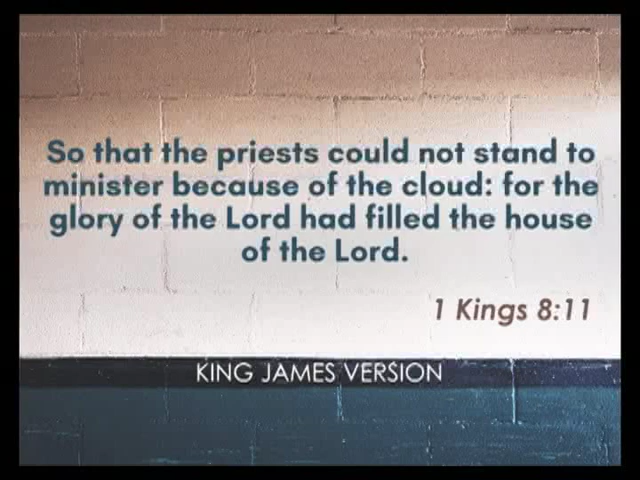 So that the priests could not stand to
minister because of the cloud: for the
glory of the Lord had filled the house
of the Lord.
1 Kings 8:11
KING JAMES VERSION